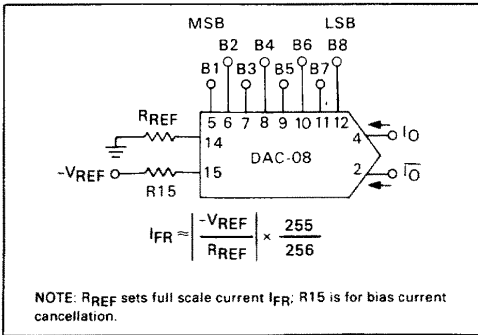 MSB LSB
B2 B4 B6 B8
B1 B3 B5 B7
RREF
5 6 7 8 9 10 11 12
14 4 IO
DAC-08
-VREF 15 2 I̅O̅
R15
IFR ≈ |-VREF / RREF| × 255 / 256
NOTE: RREF sets full scale current IFR; R15 is for bias current
cancellation.